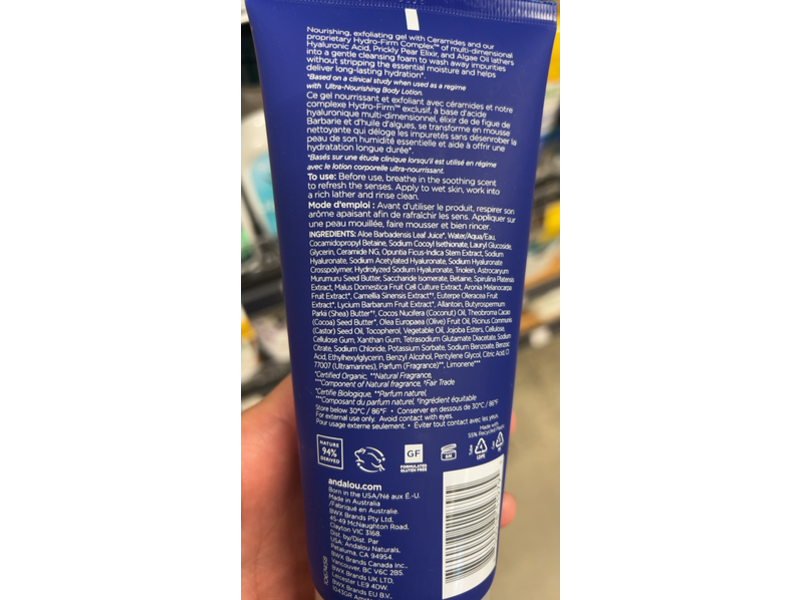 Nourishing, exfoliating gel with Ceramides and our
proprietary Hydro-Firm Complex™ of multi-dimensional
Hyaluronic Acid, Prickly Pear Elixir, and Algae Oil lathers
into a gentle cleansing foam to wash away impurities
without stripping the essential moisture and helps
deliver long-lasting hydration*.
*Based on a clinical study when used as a regime
with Ultra-Nourishing Body Lotion.
Ce gel nourrissant et exfoliant avec céramides et notre
complexe Hydro-Firm™ exclusif, à base d'acide
hyaluronique multi-dimensionnel, élixir de de figue de
Barbarie et d'huile d'algues, se transforme en mousse
nettoyante qui déloge les impuretés sans désenrober la
peau de son humidité essentielle et aide à offrir une
hydratation longue durée*.
*Basés sur une étude clinique lorsqu'il est utilisé en régime
avec le lotion corporelle ultra-nourrissant.
To use: Before use, breathe in the soothing scent
to refresh the senses. Apply to wet skin, work into
a rich lather and rinse clean.
Mode d'emploi : Avant d'utiliser le produit, respirer son
arôme apaisant afin de rafraîchir les sens. Appliquer sur
une peau mouillée, faire mousser et bien rincer.
INGREDIENTS: Aloe Barbadensis Leaf Juice*, Water/Aqua/Eau,
Cocamidopropyl Betaine, Sodium Cocoyl Isethionate, Lauryl Glucoside,
Glycerin, Ceramide NG, Opuntia Ficus-Indica Stem Extract, Sodium
Hyaluronate, Sodium Acetylated Hyaluronate, Sodium Hyaluronate
Crosspolymer, Hydrolyzed Sodium Hyaluronate, Triolein, Astrocaryum
Murumuru Seed Butter, Saccharide Isomerate, Betaine, Spirulina Platensis
Extract, Malus Domestica Fruit Cell Culture Extract, Aronia Melanocarpa
Fruit Extract*, Camellia Sinensis Extract*†, Euterpe Oleracea Fruit
Extract*, Lycium Barbarum Fruit Extract*, Allantoin, Butyrospermum
Parkii (Shea) Butter*†, Cocos Nucifera (Coconut) Oil, Theobroma Cacao
(Cocoa) Seed Butter*, Olea Europaea (Olive) Fruit Oil, Ricinus Communis
(Castor) Seed Oil, Tocopherol, Vegetable Oil, Jojoba Esters, Cellulose,
Cellulose Gum, Xanthan Gum, Tetrasodium Glutamate Diacetate, Sodium
Citrate, Sodium Chloride, Potassium Sorbate, Sodium Benzoate, Benzoic
Acid, Ethylhexylglycerin, Benzyl Alcohol, Pentylene Glycol, Citric Acid, CI
77007 (Ultramarines), Parfum (Fragrance)**, Limonene***
*Certified Organic, **Natural Fragrance,
***Component of Natural fragrance, †Fair Trade
*Certifie Biologique, **Parfum naturel,
***Composant du parfum naturel, †Ingrédient équitable
Store below 30°C / 86°F • Conserver en dessous de 30°C / 86°F
For external use only. Avoid contact with eyes.
Pour usage externe seulement. • Éviter tout contact avec les yeux.
Made with
55% Recycled
NATURE
94%
DERIVED
GF
FORMULATED
GLUTEN FREE
6M
andalou.com
Born in the USA/Né aux É.-U.
Made in Australia
/Fabriqué en Australie.
BWX Brands Pty Ltd.
45-49 McNaughton Road,
Clayton VIC 3168.
Dist. by/Dist. Par
USA. Andalou Naturals,
Petaluma, CA 94954.
BWX Brands Canada Inc.,
Vancouver, BC V6C 2B5.
BWX Brands UK LTD,
Leicester LE9 4DW.
BWX Brands EU B.V.,
1043GR